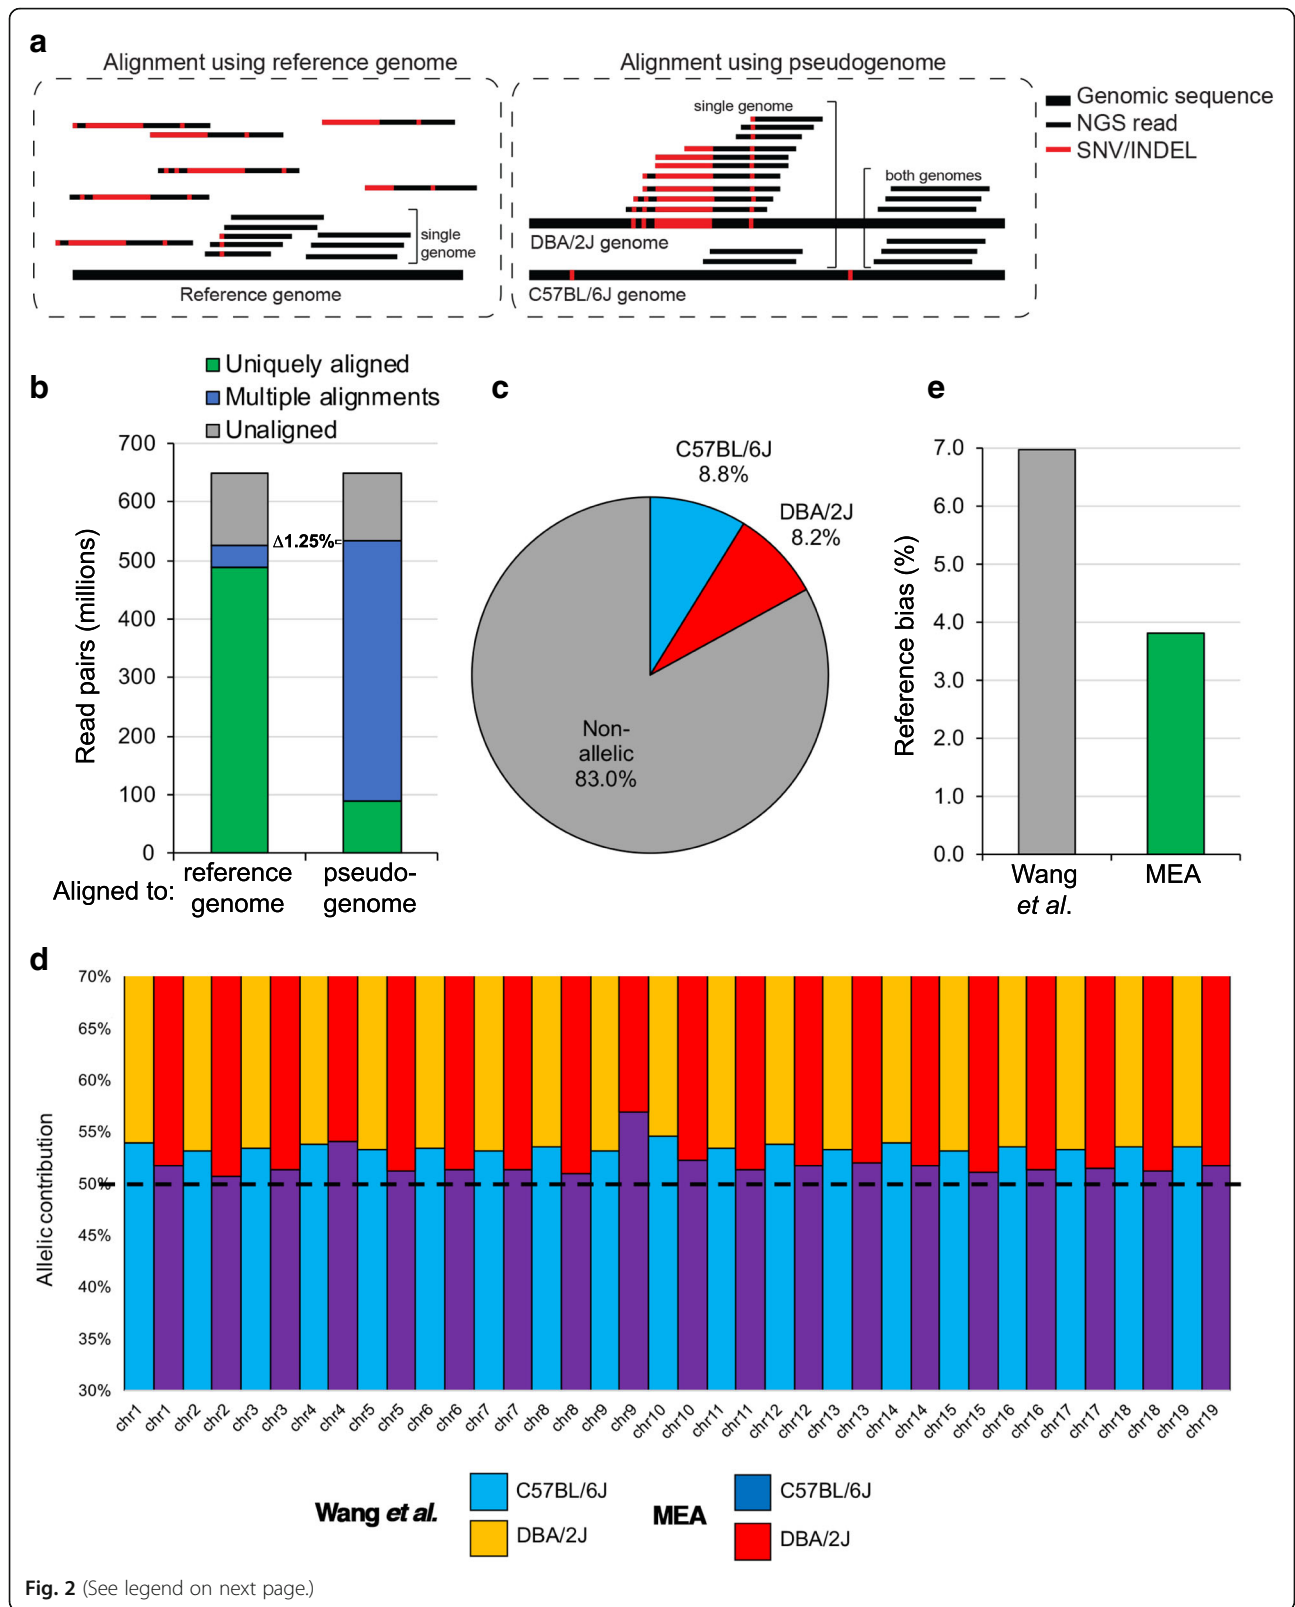 a
Alignment using reference genome
single
genome
Reference genome
Alignment using pseudogenome
single genome
both genomes
DBA/2J genome
C57BL/6J genome
Genomic sequence
NGS read
SNV/INDEL
b
Uniquely aligned
Multiple alignments
Unaligned
Read pairs (millions)
700
600
500
400
300
200
100
0
Δ1.25%
Aligned to:
reference
genome
pseudo-
genome
c
C57BL/6J
8.8%
DBA/2J
8.2%
Non-
allelic
83.0%
e
Reference bias (%)
7.0
6.0
5.0
4.0
3.0
2.0
1.0
0.0
Wang
et al.
MEA
d
Allelic contribution
70%
65%
60%
55%
50%
45%
40%
35%
30%
chr1
chr1
chr2
chr2
chr3
chr3
chr4
chr4
chr5
chr5
chr6
chr6
chr7
chr7
chr8
chr8
chr9
chr9
chr10
chr10
chr11
chr11
chr12
chr12
chr13
chr13
chr14
chr14
chr15
chr15
chr16
chr16
chr17
chr17
chr18
chr18
chr19
chr19
Wang et al.
C57BL/6J
DBA/2J
MEA
C57BL/6J
DBA/2J
Fig. 2 (See legend on next page.)